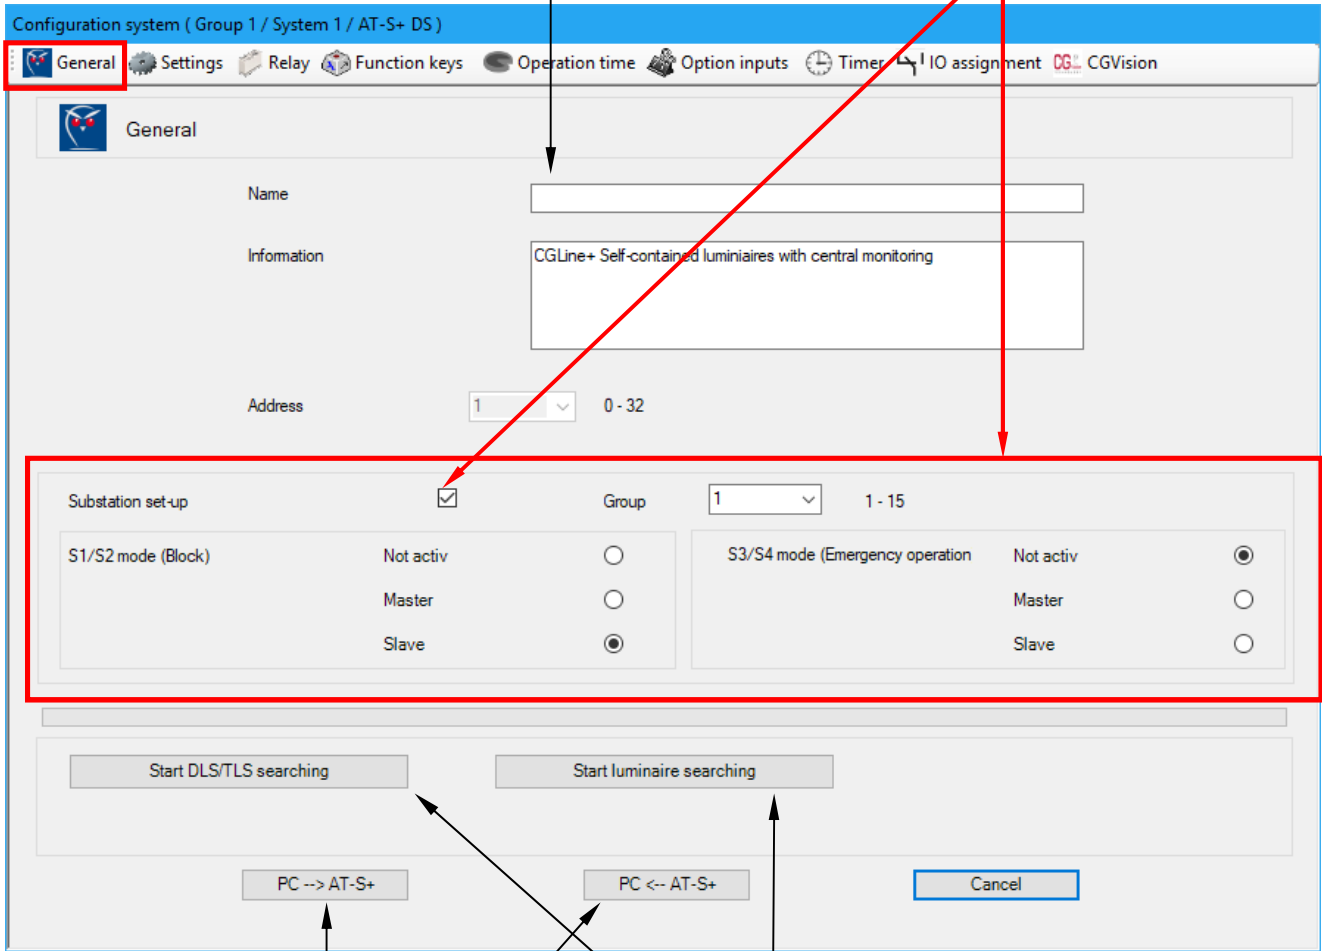 Configuration system ( Group 1 / System 1 / AT-S+ DS )
General Settings Relay Function keys Operation time Option inputs Timer IO assignment CG CGVision
General
Name
Information CGLine+ Self-contained luminiaires with central monitoring
Address 1 0 - 32
Substation set-up Group 1 1 - 15
S1/S2 mode (Block) Not activ S3/S4 mode (Emergency operation Not activ
Master Master
Slave Slave
Start DLS/TLS searching Start luminaire searching
PC --> AT-S+ PC <-- AT-S+ Cancel